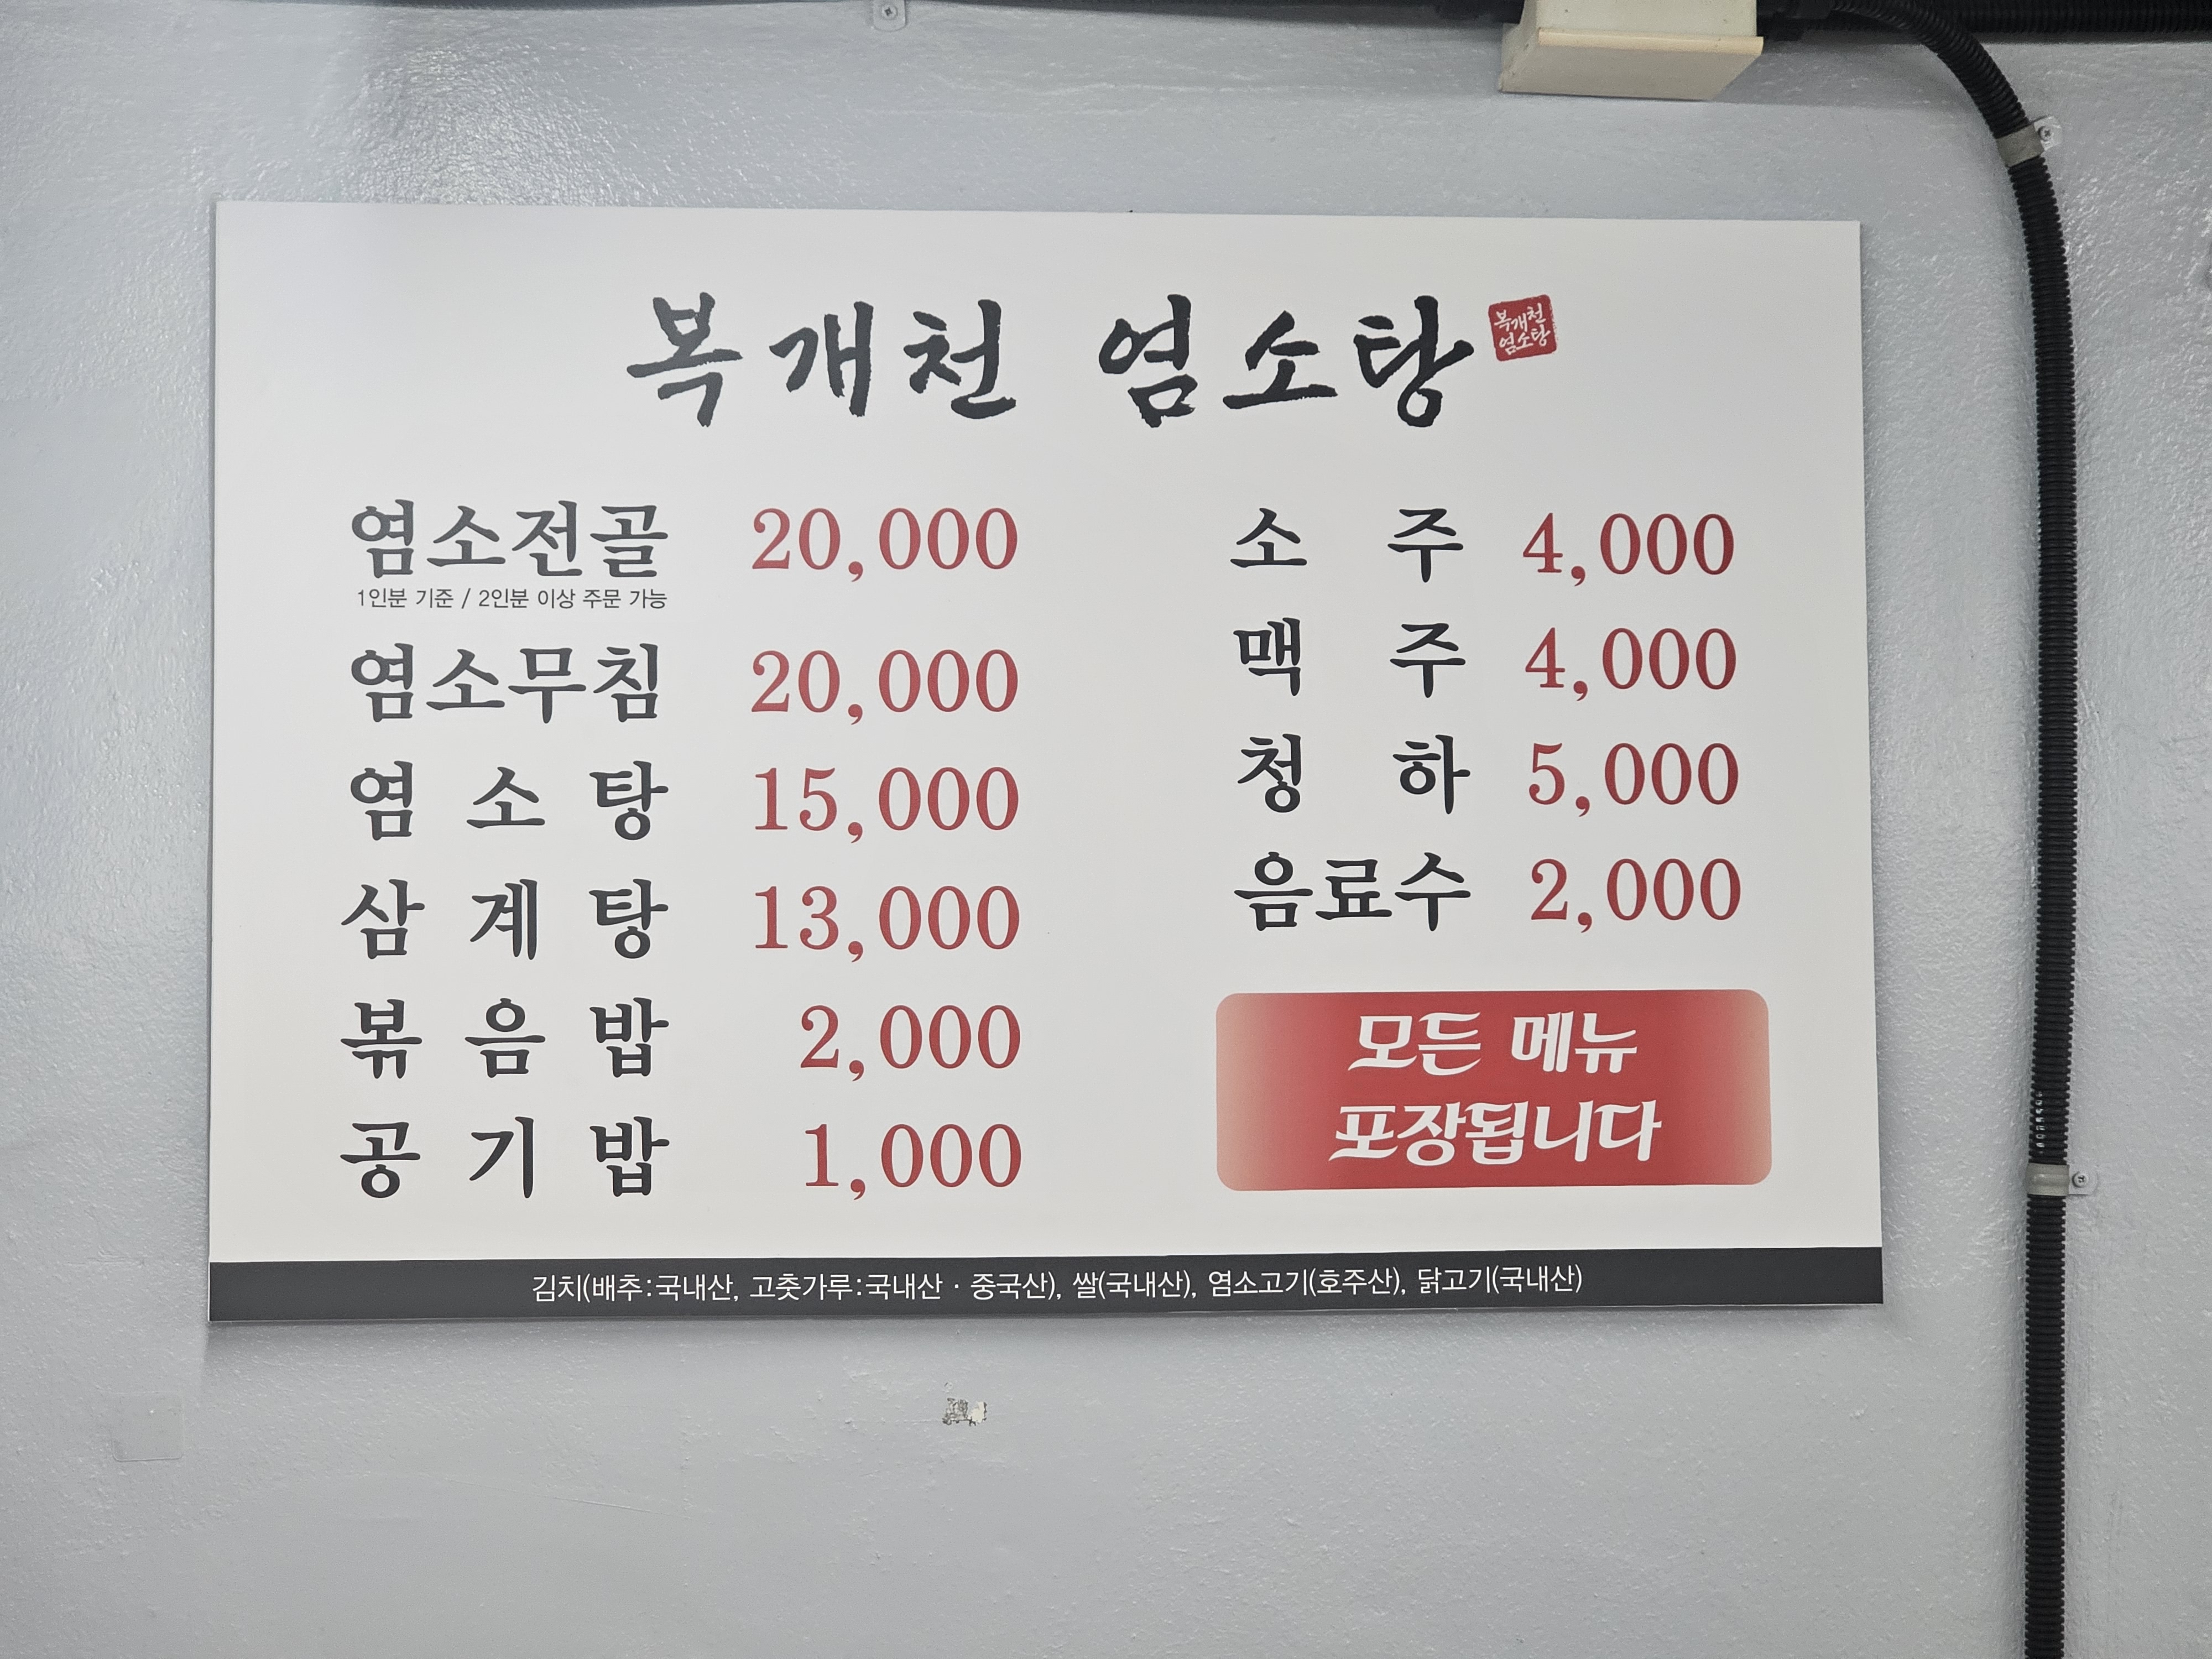 복개천 염소탕
복개천
염소탕
염소전골 20,000
1인분 기준 / 2인분 이상 주문 가능
염소무침 20,000
염소탕 15,000
삼계탕 13,000
볶음밥 2,000
공기밥 1,000
소주 4,000
맥주 4,000
청하 5,000
음료수 2,000
모든 메뉴
포장됩니다
김치(배추:국내산, 고춧가루:국내산 · 중국산), 쌀(국내산), 염소고기(호주산), 닭고기(국내산)